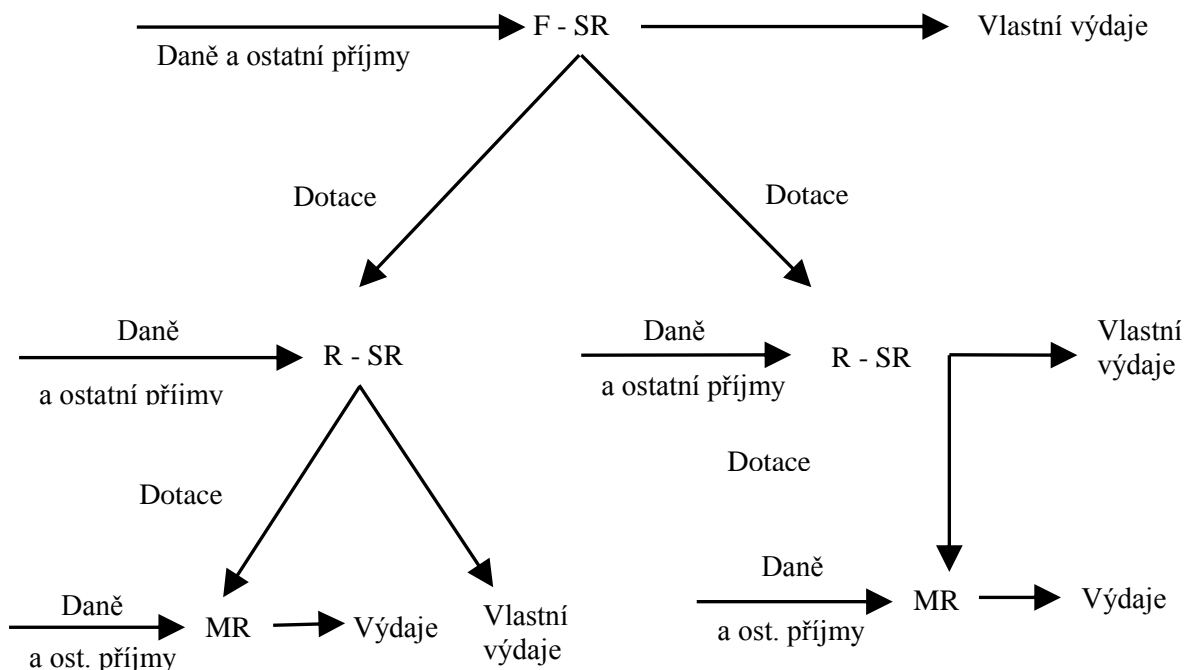 F - SR
Vlastní výdaje
Daně a ostatní příjmy
Dotace
Dotace
Daně
R - SR
a ostatní příjmy
Daně
R - SR
a ostatní příjmy
Vlastní
výdaje
Dotace
Dotace
Daně
MR
Výdaje
Vlastní
výdaje
a ost. příjmy
Daně
MR
Výdaje
a ost. příjmy